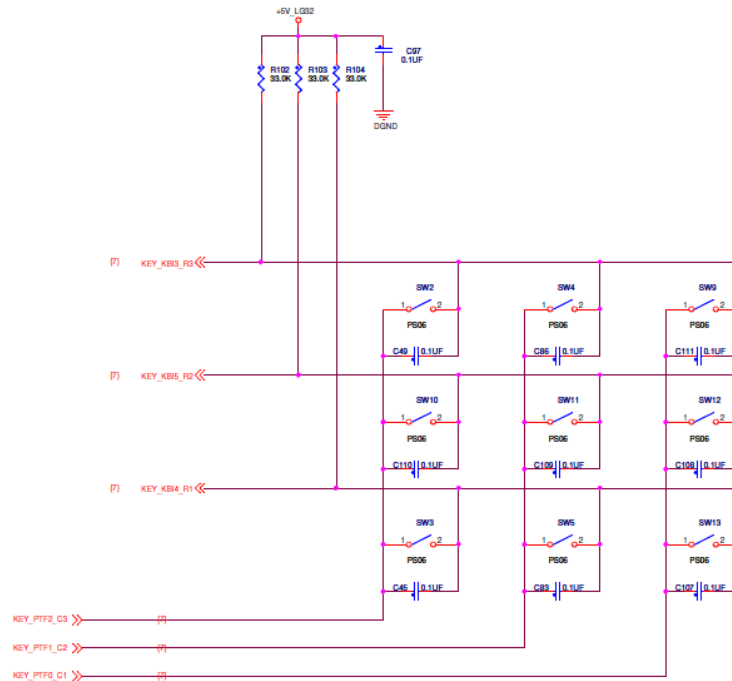 +5V_LG32
C97
0.1UF
R102
33.0K
R103
33.0K
R104
33.0K
DGND
{7} KEY_KBI3_R3
SW2
1 2
PS06
C49 0.1UF
SW4
1 2
PS06
C86 0.1UF
SW9
1 2
PS06
C111 0.1UF
{7} KEY_KBI5_R2
SW10
1 2
PS06
C110 0.1UF
SW11
1 2
PS06
C109 0.1UF
SW12
1 2
PS06
C108 0.1UF
{7} KEY_KBI4_R1
SW3
1 2
PS06
C45 0.1UF
SW5
1 2
PS06
C83 0.1UF
SW13
1 2
PS06
C107 0.1UF
KEY_PTF2_C3 {7}
KEY_PTF1_C2 {7}
KEY_PTF0_C1 {7}